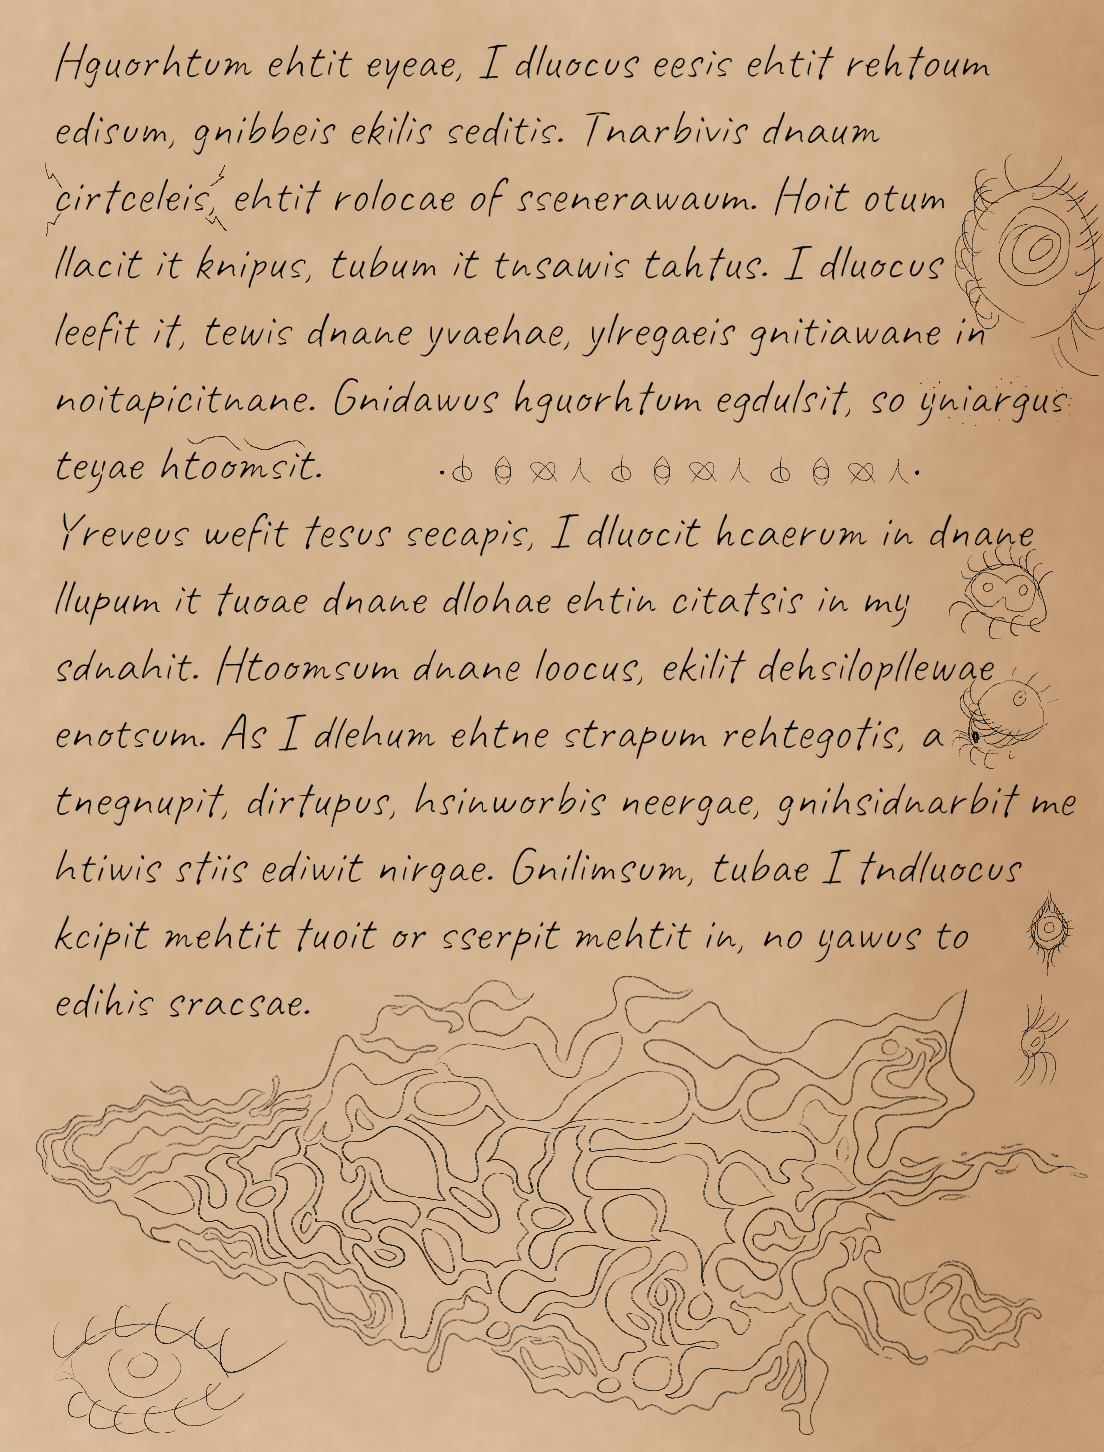 Hguorhtum ehtit eyeae, I dluocus eesis ehtit rehtoum
edisum, gnibbeis ekilis seditis. Tnarbivis dnaum
cirtceleis, ehtit rolocae of ssenerawaum. Hoit otum
llacit it knipus, tubum it tnsawis tahtus. I dluocus
leefit it, tewis dnane yvaehae, ylregaeis gnitiawane in
noitapicitnane. Gnidawus hguorhtum egdulsit, so yniargus
teyae htoomsit.
Yreveus wefit tesus secapis, I dluocit hcaerum in dnane
llupum it tuoae dnane dlohae ehtin citatsis in my
sdnahit. Htoomsum dnane loocus, ekilit dehsilopllewae
enotsum. As I dlehum ehtne strapum rehtegotis, a
tnegnupit, dirtupus, hsinworbis neergae, gnihsidnarbit me
htiwis stiis ediwit nirgae. Gnilimsum, tubae I tndluocus
kcipit mehtit tuoit or sserpit mehtit in, no yawus to
edihis sracsae.